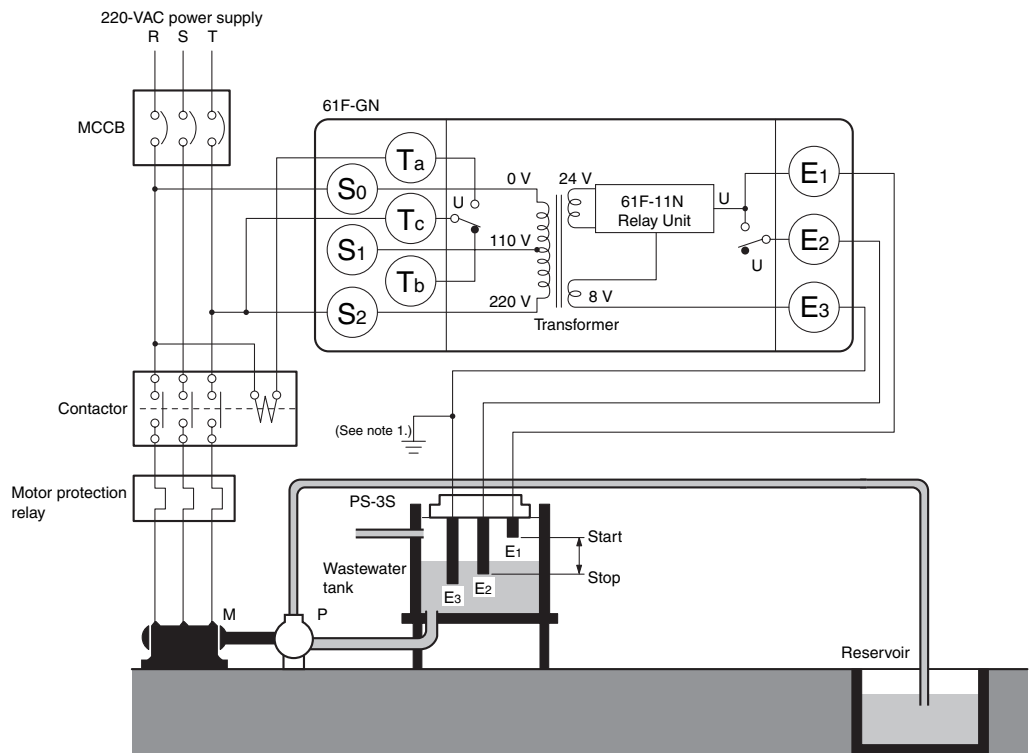 220-VAC power supply
R S T
MCCB
61F-GN
Ta
S0
Tc
S1
Tb
S2
U
0 V
110 V
220 V
24 V
8 V
Transformer
61F-11N
Relay Unit
U
U
E1
E2
E3
Contactor
(See note 1.)
Motor protection
relay
PS-3S
Wastewater
tank
E3
E2
E1
Start
Stop
M
P
Reservoir